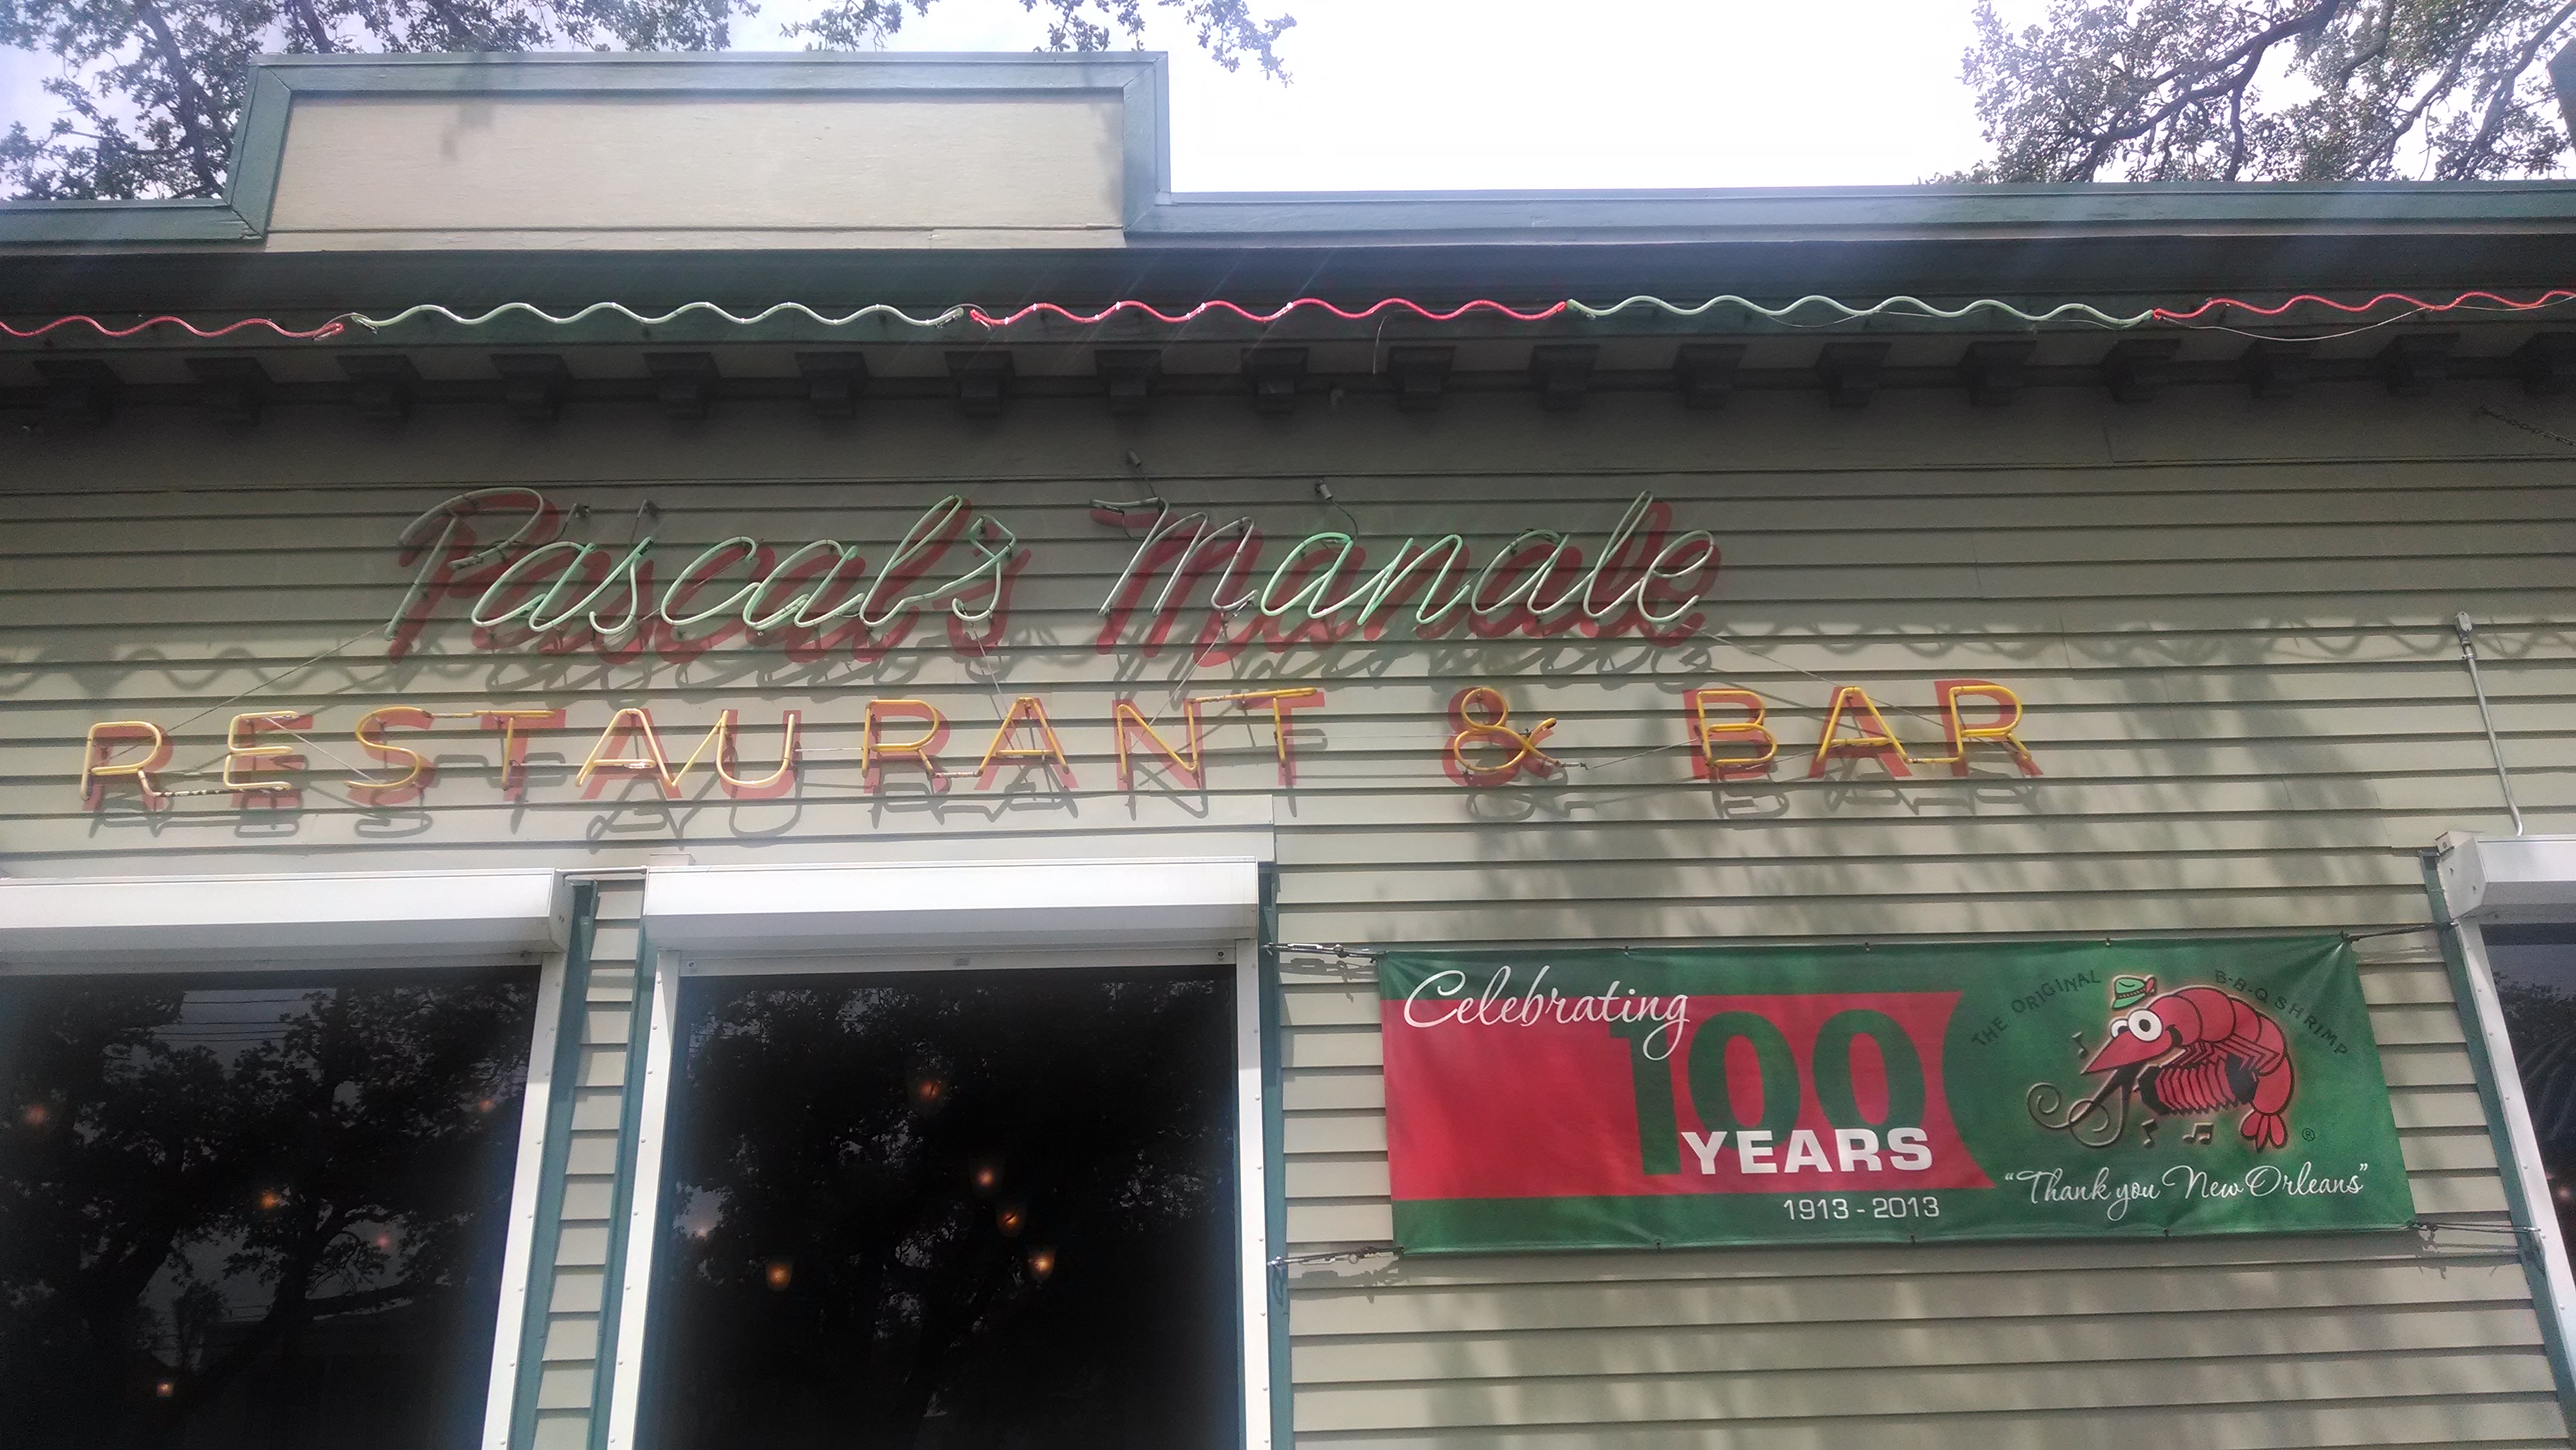 Pascal's Manale
RESTAURANT & BAR
Celebrating
100
YEARS
1913 - 2013
THE ORIGINAL B-B-Q SHRIMP
®
"Thank you New Orleans"